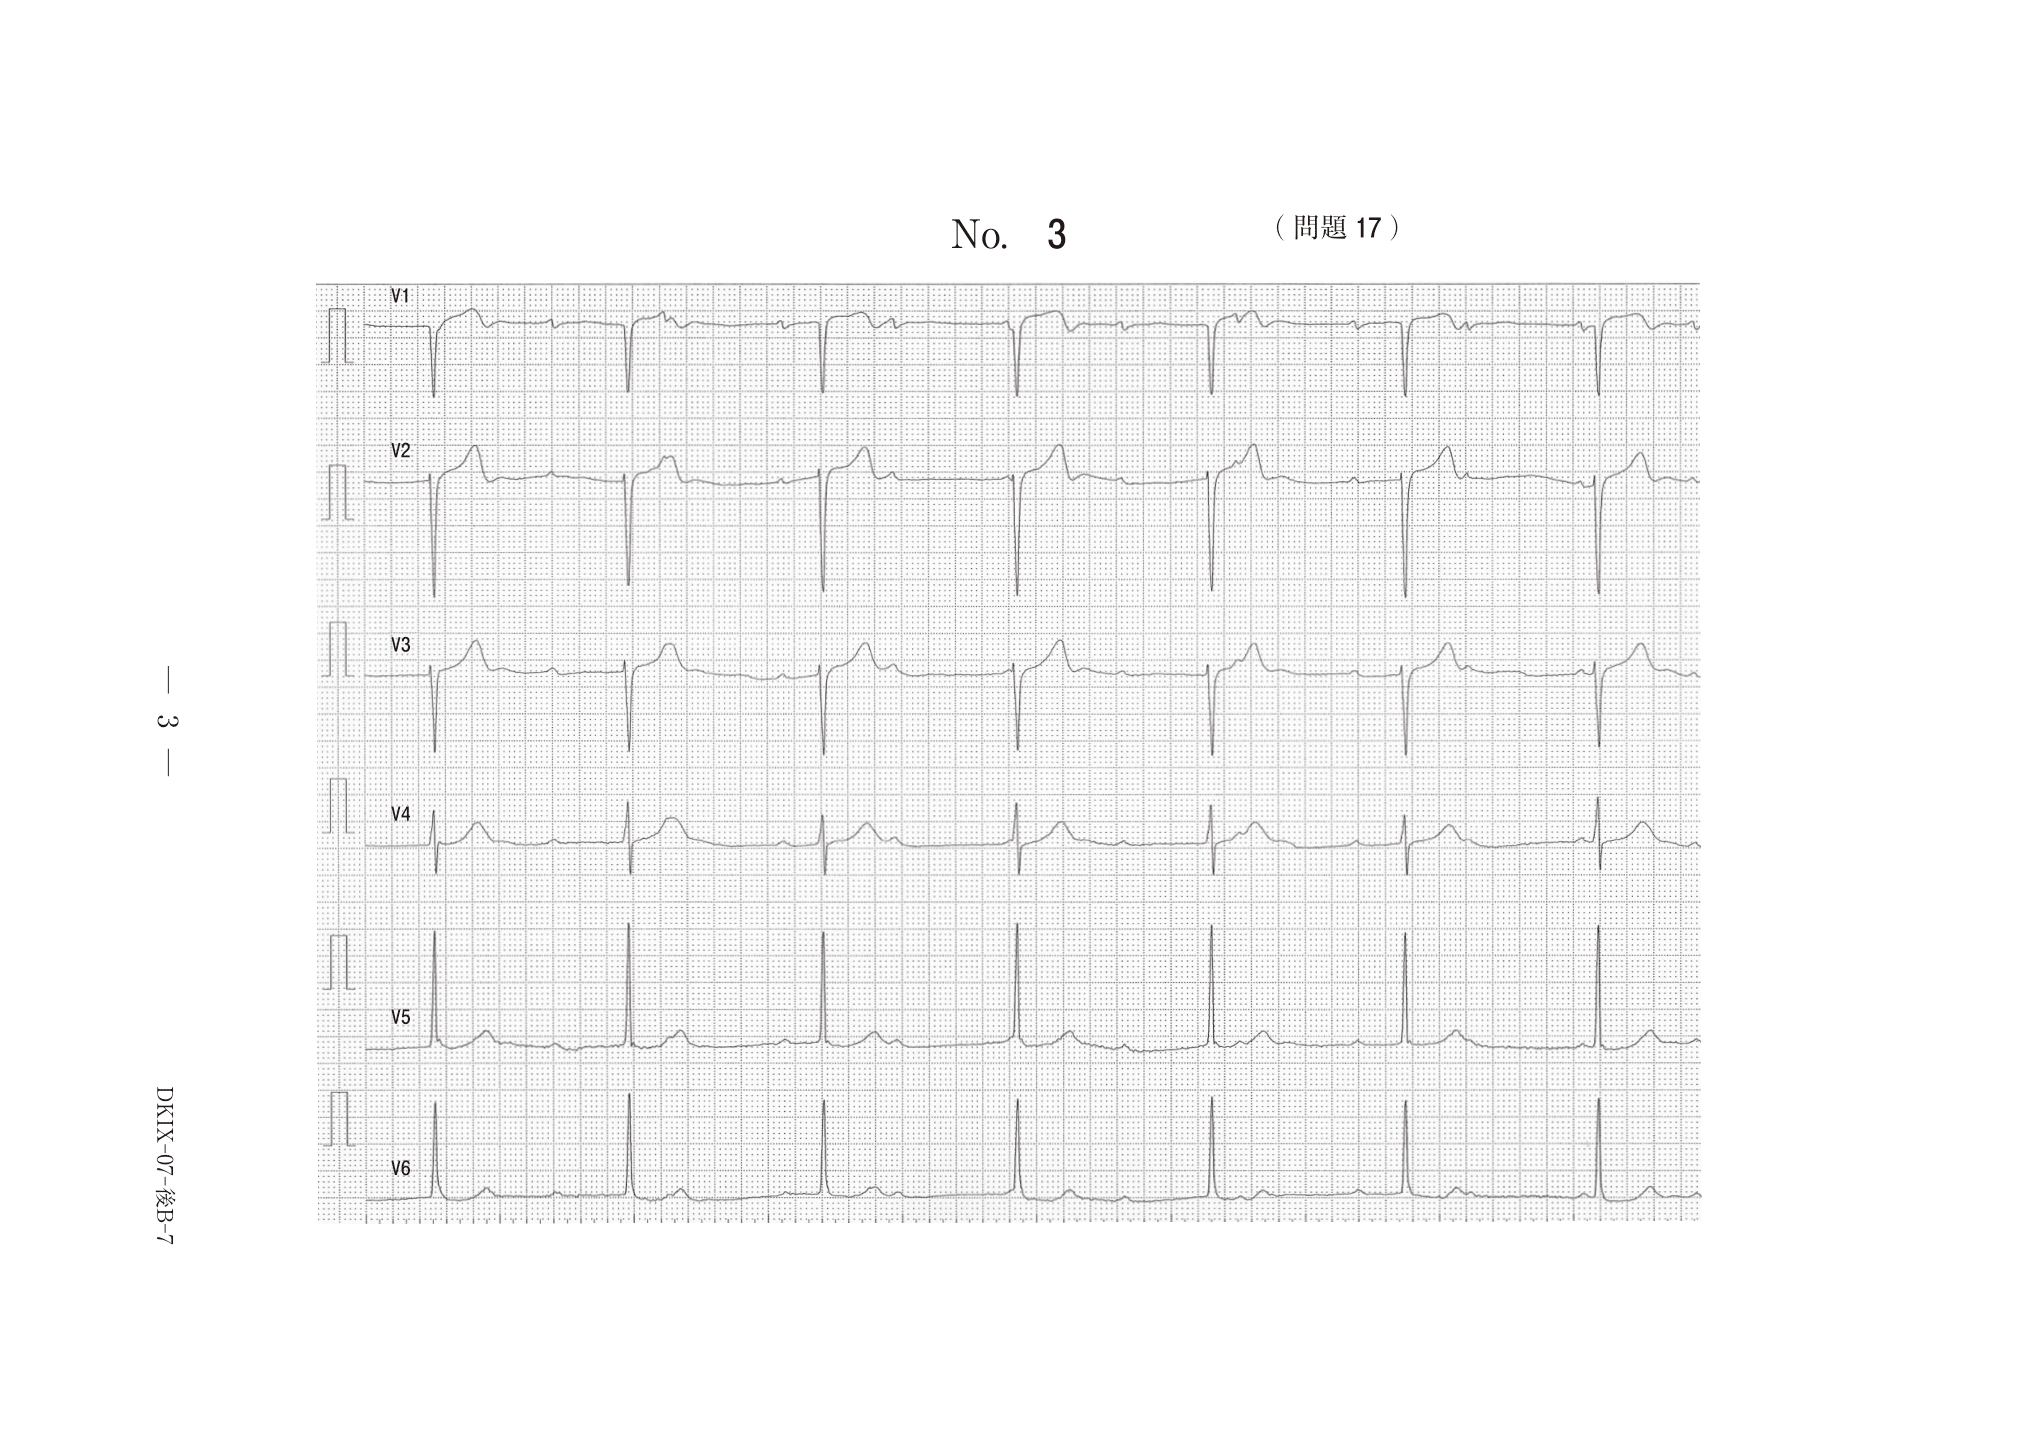 No. 3 （問題 17）
V1
V2
V3
V4
V5
V6
— 3 —
DKIX-07-後B-7